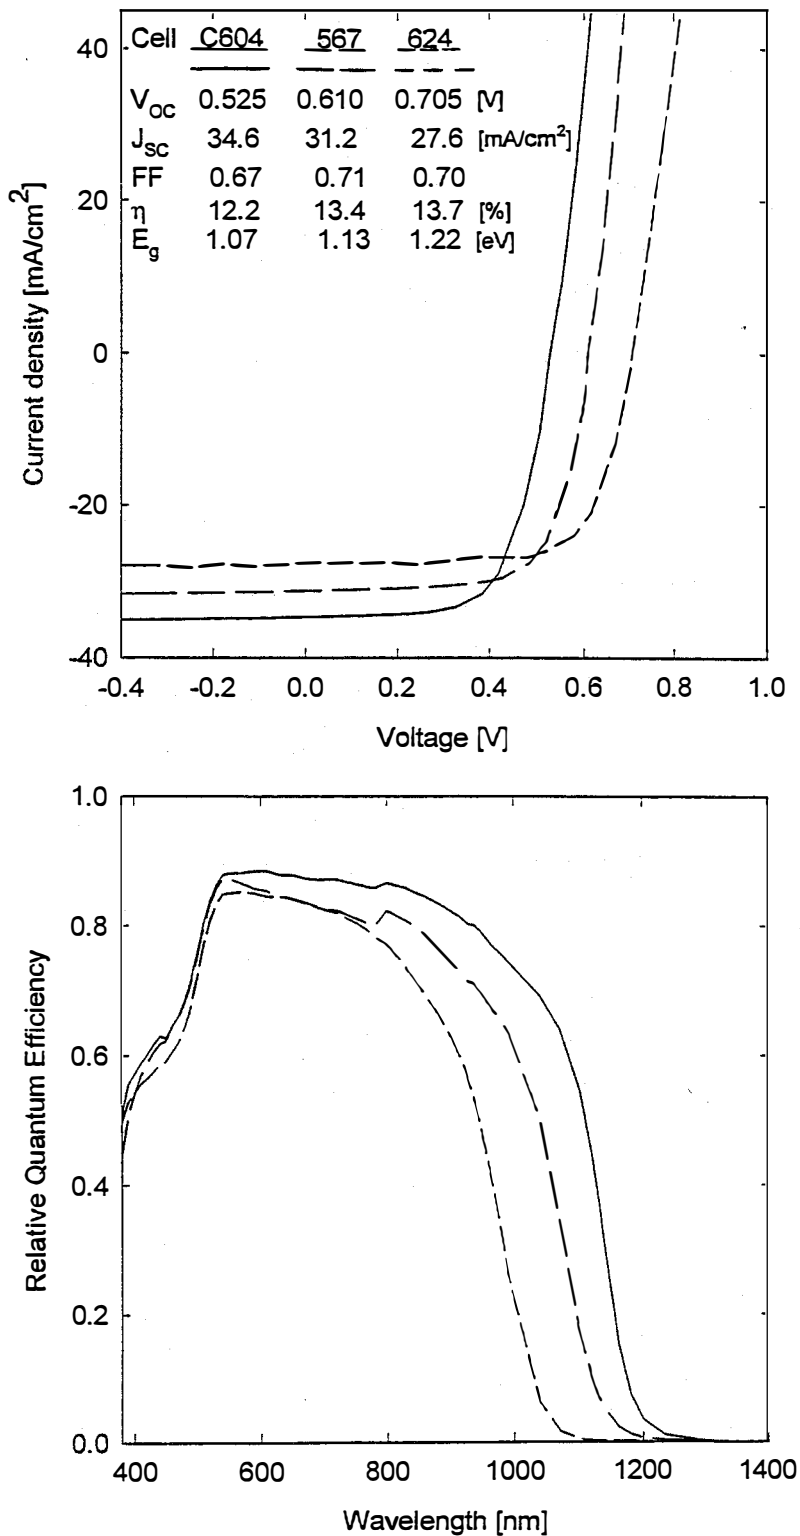 Cell C604 567 624
V_OC 0.525 0.610 0.705 [V]
J_SC 34.6 31.2 27.6 [mA/cm²]
FF 0.67 0.71 0.70
η 12.2 13.4 13.7 [%]
E_g 1.07 1.13 1.22 [eV]
40
20
0
-20
-40
Current density [mA/cm²]
-0.4 -0.2 0.0 0.2 0.4 0.6 0.8 1.0
Voltage [V]
1.0
0.8
0.6
0.4
0.2
0.0
Relative Quantum Efficiency
400 600 800 1000 1200 1400
Wavelength [nm]